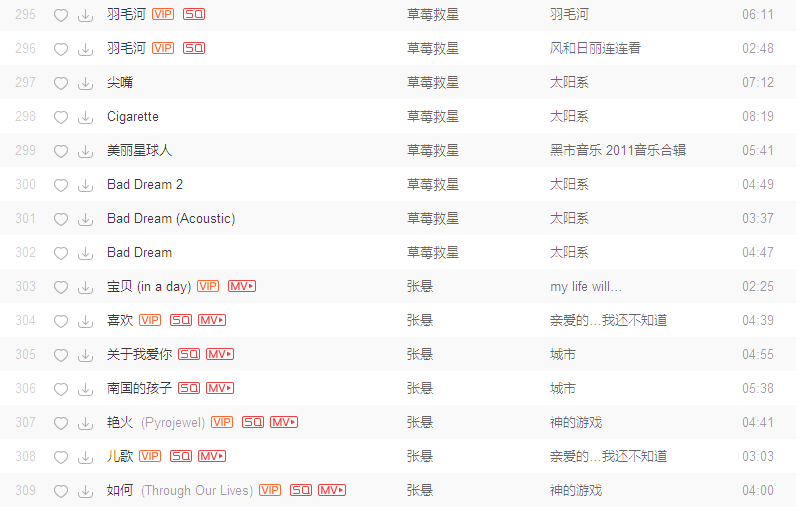 295 羽毛河 VIP SQ 草莓救星 羽毛河 06:11
296 羽毛河 VIP SQ 草莓救星 风和日丽连连看 02:48
297 尖嘴 草莓救星 太阳系 07:12
298 Cigarette 草莓救星 太阳系 08:19
299 美丽星球人 草莓救星 黑市音乐 2011音乐合辑 05:41
300 Bad Dream 2 草莓救星 太阳系 04:49
301 Bad Dream (Acoustic) 草莓救星 太阳系 03:37
302 Bad Dream 草莓救星 太阳系 04:47
303 宝贝 (in a day) VIP MV 张悬 my life will... 02:25
304 喜欢 VIP SQ MV 张悬 亲爱的...我还不知道 04:39
305 关于我爱你 SQ MV 张悬 城市 04:55
306 南国的孩子 SQ MV 张悬 城市 05:38
307 艳火 (Pyrojewel) VIP SQ MV 张悬 神的游戏 04:41
308 儿歌 VIP SQ MV 张悬 亲爱的...我还不知道 03:03
309 如何 (Through Our Lives) VIP SQ MV 张悬 神的游戏 04:00